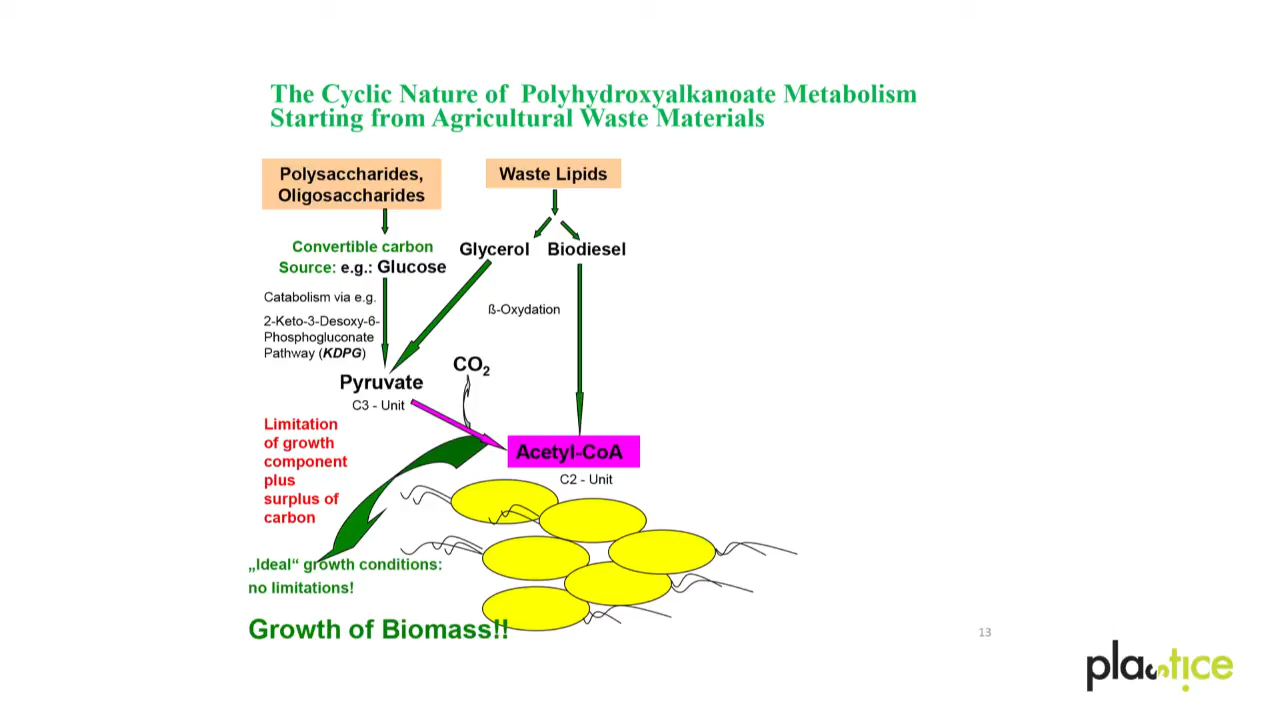 The Cyclic Nature of Polyhydroxyalkanoate Metabolism
Starting from Agricultural Waste Materials
Polysaccharides,
Oligosaccharides
Waste Lipids
Convertible carbon
Source: e.g.: Glucose
Glycerol
Biodiesel
Catabolism via e.g.
2-Keto-3-Desoxy-6-
Phosphogluconate
Pathway (KDPG)
ß-Oxydation
CO2
Pyruvate
C3 - Unit
Limitation
of growth
component
plus
surplus of
carbon
Acetyl-CoA
C2 - Unit
„Ideal“ growth conditions:
no limitations!
Growth of Biomass!!
13
plastice